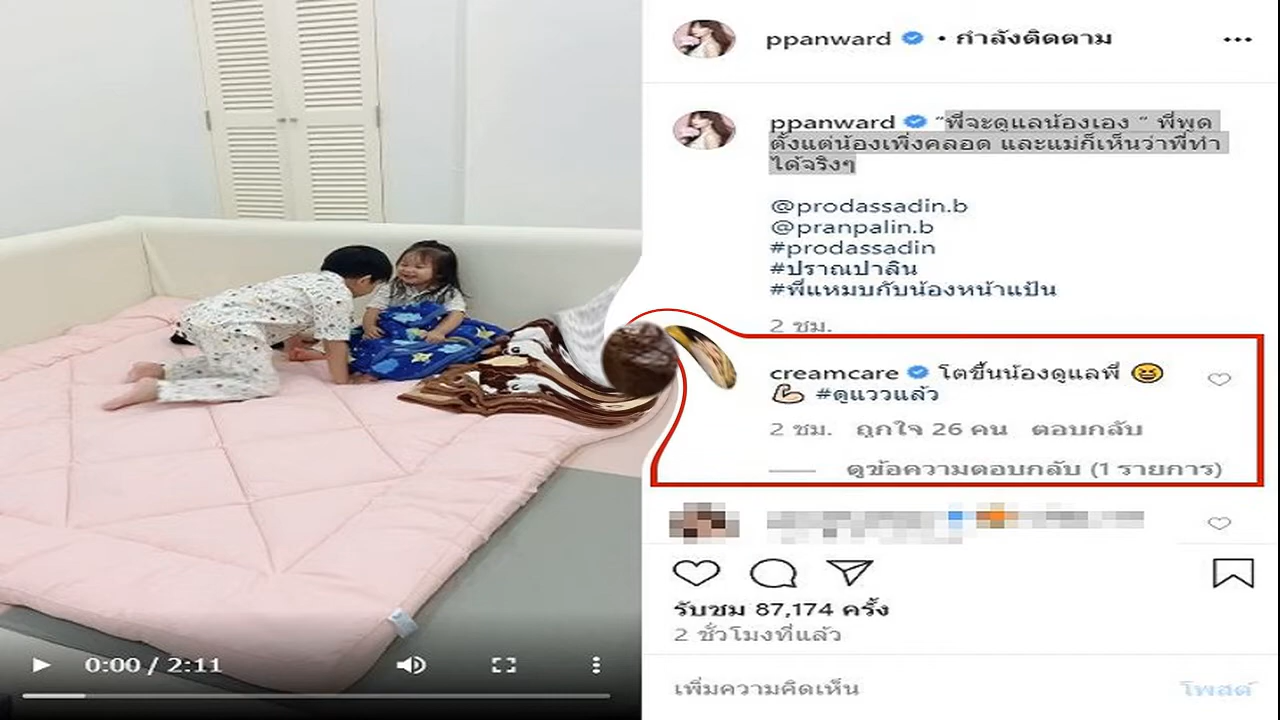 ppanward • กำลังติดตาม
ppanward "พี่จะดูแลน้องเอง " พี่พูด
ตั้งแต่น้องเพิ่งคลอด และแม่ก็เห็นว่าพี่ทำ
ได้จริงๆ
@prodassadin.b
@pranpalin.b
#prodassadin
#ปราณปาลิน
#พี่แหมบกับน้องหน้าแป้น
2 ชม.
creamcare โตขึ้นน้องดูแลพี่ 😆
💪 #ดูแววแล้ว
2 ชม. ถูกใจ 26 คน ตอบกลับ
ดูข้อความตอบกลับ (1 รายการ)
รับชม 87,174 ครั้ง
2 ชั่วโมงที่แล้ว
0:00 / 2:11
เพิ่มความคิดเห็น
โพสต์